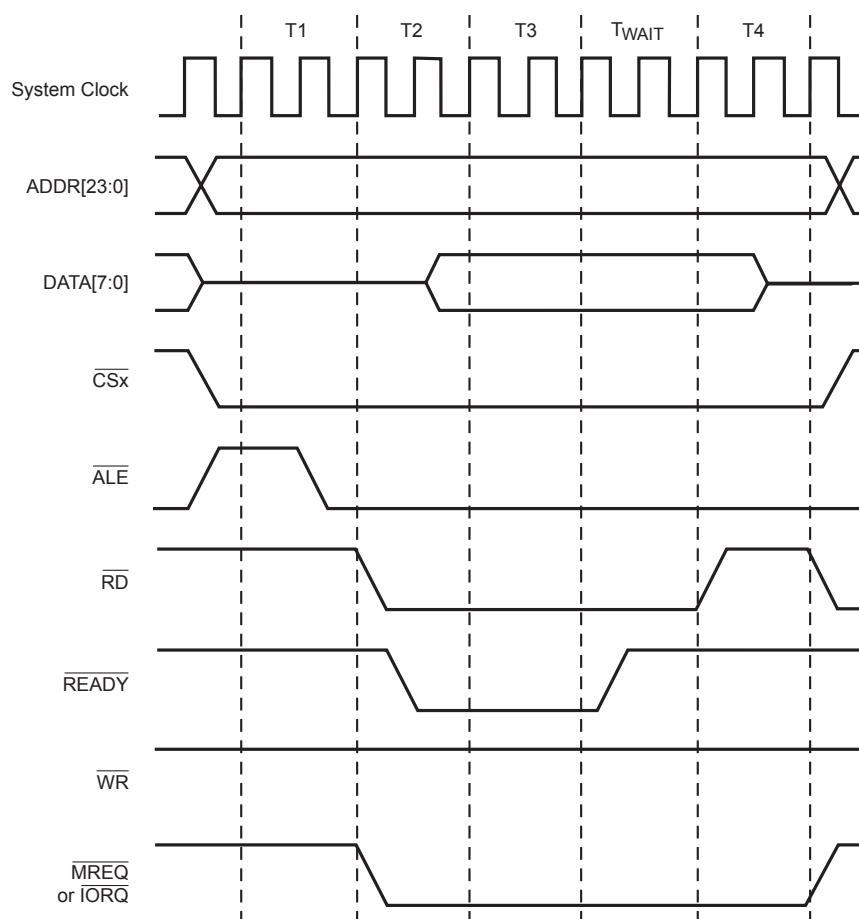 T1 T2 T3 TWAIT T4
System Clock
ADDR[23:0]
DATA[7:0]
CSx
ALE
RD
READY
WR
MREQ
or IORQ